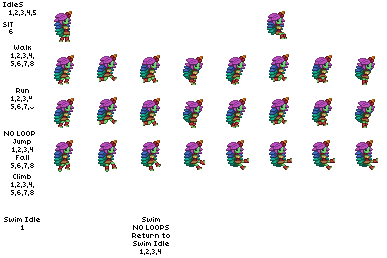 IdleS
1,2,3,4,5
SIT
6
Walk
1,2,3,4,
5,6,7,8
Run
1,2,3,
5,6,7,
NO LOOP
Jump
1,2,3,4
Fall
5,6,7,8
Climb
1,2,3,4,
5,6,7,8
Swim Idle
1
Swim
NO LOOPS
Return to
Swim Idle
1,2,3,4